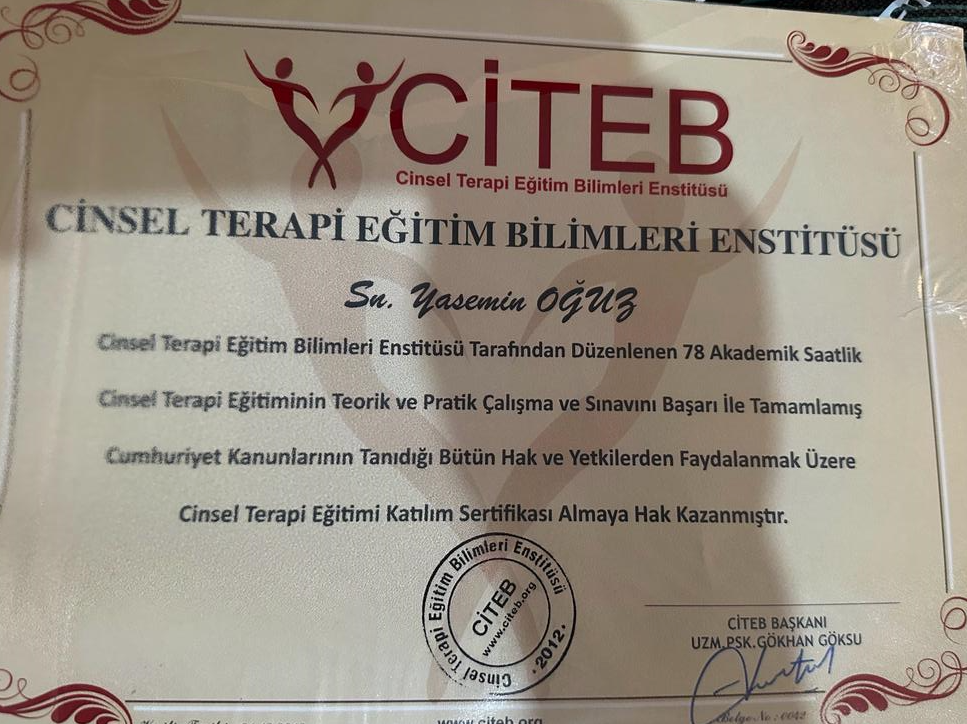 CİTEB
Cinsel Terapi Eğitim Bilimleri Enstitüsü
CİNSEL TERAPİ EĞİTİM BİLİMLERİ ENSTİTÜSÜ
Sn. Yasemin OĞUZ
Cinsel Terapi Eğitim Bilimleri Enstitüsü Tarafından Düzenlenen 78 Akademik Saatlik
Cinsel Terapi Eğitiminin Teorik ve Pratik Çalışma ve Sınavını Başarı İle Tamamlamış
Cumhuriyet Kanunlarının Tanıdığı Bütün Hak ve Yetkilerden Faydalanmak Üzere
Cinsel Terapi Eğitimi Katılım Sertifikası Almaya Hak Kazanmıştır.
Cinsel Terapi Eğitim Bilimleri Enstitüsü
CİTEB
www.citeb.org
2012
CİTEB BAŞKANI
UZM.PSK.GÖKHAN GÖKSU
Belge No: 0042
www.citeb.org